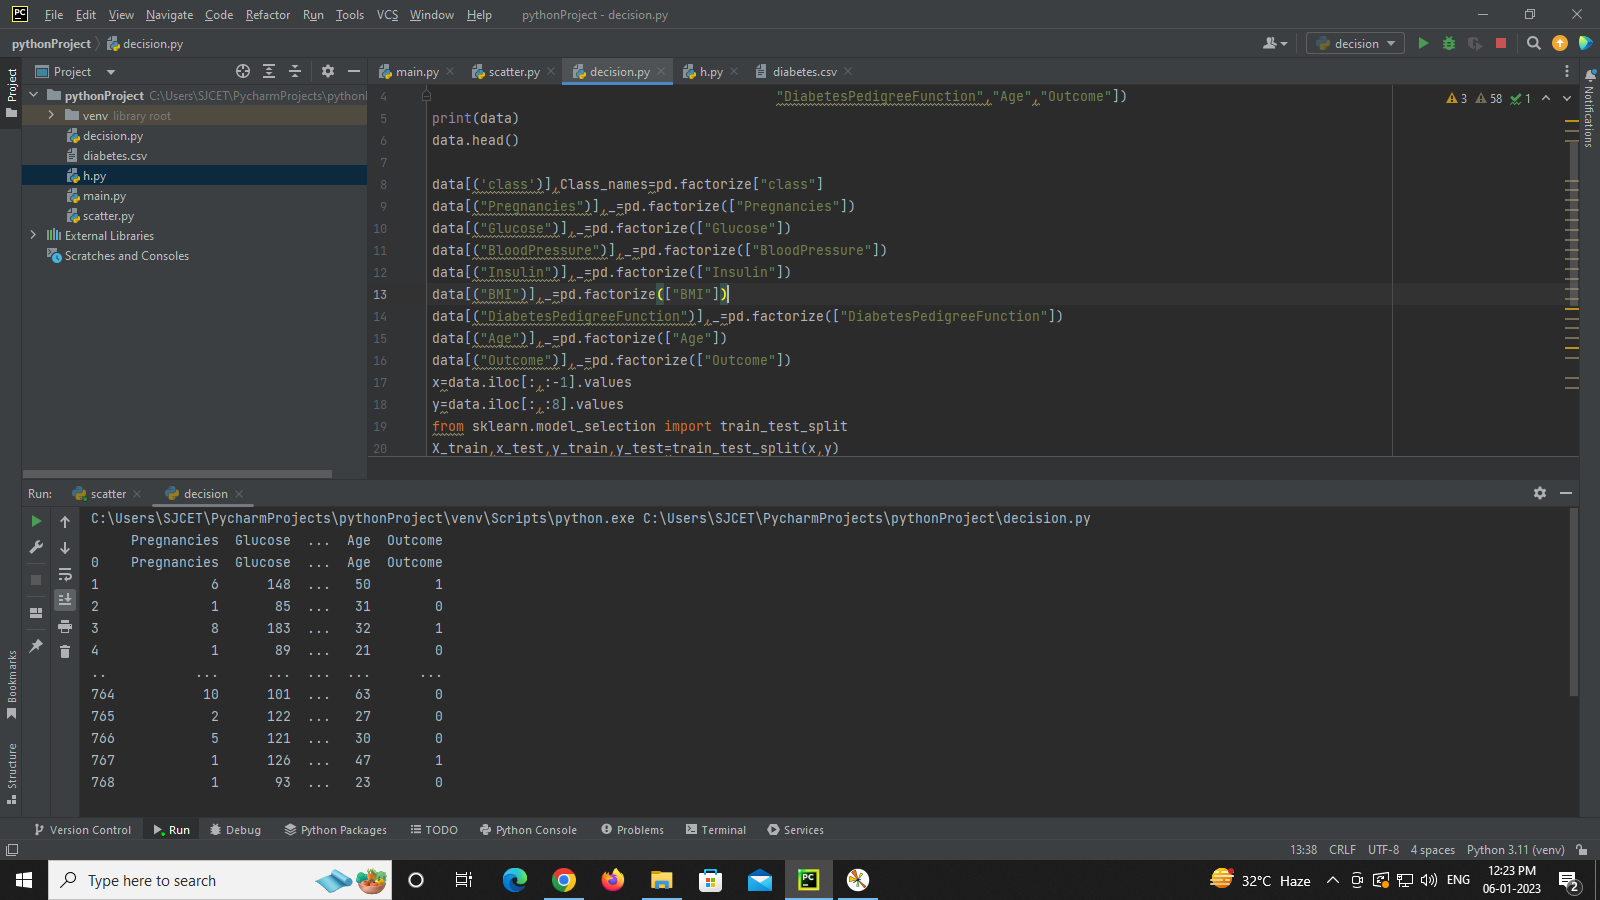 PC File Edit View Navigate Code Refactor Run Tools VCS Window Help pythonProject - decision.py
pythonProject decision.py decision
Project
Project
main.py scatter.py decision.py h.py diabetes.csv
Notifications
pythonProject C:\Users\SJCET\PycharmProjects\python
venv library root
decision.py
diabetes.csv
h.py
main.py
scatter.py
External Libraries
Scratches and Consoles
3 58 1
4 "DiabetesPedigreeFunction","Age","Outcome"])
5 print(data)
6 data.head()
7
8 data[('class')],Class_names=pd.factorize["class"]
9 data[("Pregnancies")],_=pd.factorize(["Pregnancies"])
10 data[("Glucose")],_=pd.factorize(["Glucose"])
11 data[("BloodPressure")],_=pd.factorize(["BloodPressure"])
12 data[("Insulin")],_=pd.factorize(["Insulin"])
13 data[("BMI")],_=pd.factorize(["BMI"])
14 data[("DiabetesPedigreeFunction")],_=pd.factorize(["DiabetesPedigreeFunction"])
15 data[("Age")],_=pd.factorize(["Age"])
16 data[("Outcome")],_=pd.factorize(["Outcome"])
17 x=data.iloc[:,:-1].values
18 y=data.iloc[:,:8].values
19 from sklearn.model_selection import train_test_split
20 X_train,x_test,y_train,y_test=train_test_split(x,y)
Run: scatter decision
C:\Users\SJCET\PycharmProjects\pythonProject\venv\Scripts\python.exe C:\Users\SJCET\PycharmProjects\pythonProject\decision.py
Pregnancies Glucose ... Age Outcome
0 Pregnancies Glucose ... Age Outcome
1 6 148 ... 50 1
2 1 85 ... 31 0
3 8 183 ... 32 1
4 1 89 ... 21 0
.. ... ... ... ... ...
764 10 101 ... 63 0
765 2 122 ... 27 0
766 5 121 ... 30 0
767 1 126 ... 47 1
768 1 93 ... 23 0
Bookmarks
Structure
Version Control Run Debug Python Packages TODO Python Console Problems Terminal Services
13:38 CRLF UTF-8 4 spaces Python 3.11 (venv)
Type here to search
PC
32°C Haze ENG
12:23 PM
06-01-2023
2